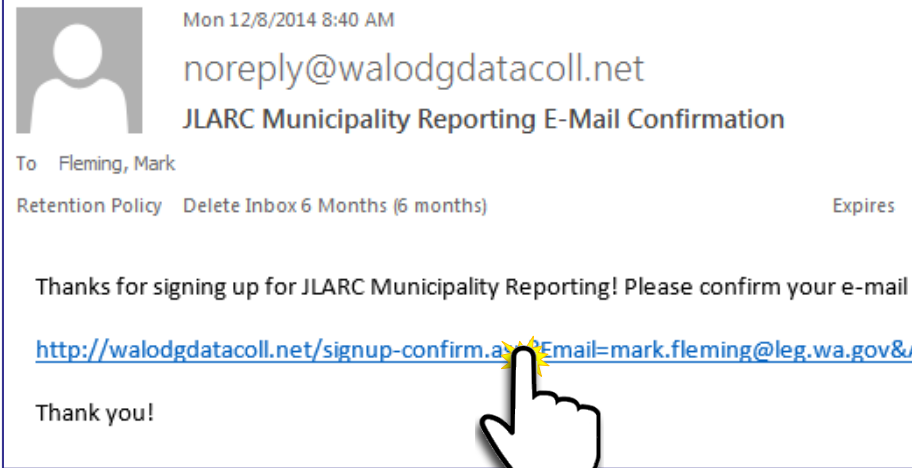 Mon 12/8/2014 8:40 AM
noreply@walodgdatacoll.net
JLARC Municipality Reporting E-Mail Confirmation
To Fleming, Mark
Retention Policy Delete Inbox 6 Months (6 months) Expires
Thanks for signing up for JLARC Municipality Reporting! Please confirm your e-mail
http://walodgdatacoll.net/signup-confirm.as ?Email=mark.fleming@leg.wa.gov&
Thank you!